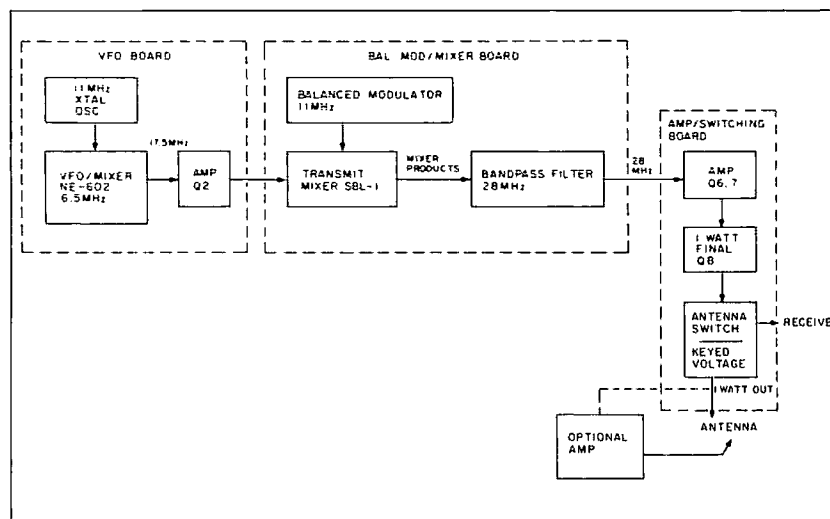 VFO BOARD
11MHz
XTAL
OSC
17.5MHz
VFO/MIXER
NE-602
6.5MHz
AMP
Q2
BAL MOD/MIXER BOARD
BALANCED MODULATOR
11MHz
TRANSMIT
MIXER SBL-1
MIXER
PRODUCTS
BANDPASS FILTER
28MHz
28
MHz
AMP/SWITCHING
BOARD
AMP
Q6,7
1 WATT
FINAL
Q8
ANTENNA
SWITCH
KEYED
VOLTAGE
RECEIVE
1 WATT OUT
ANTENNA
OPTIONAL
AMP